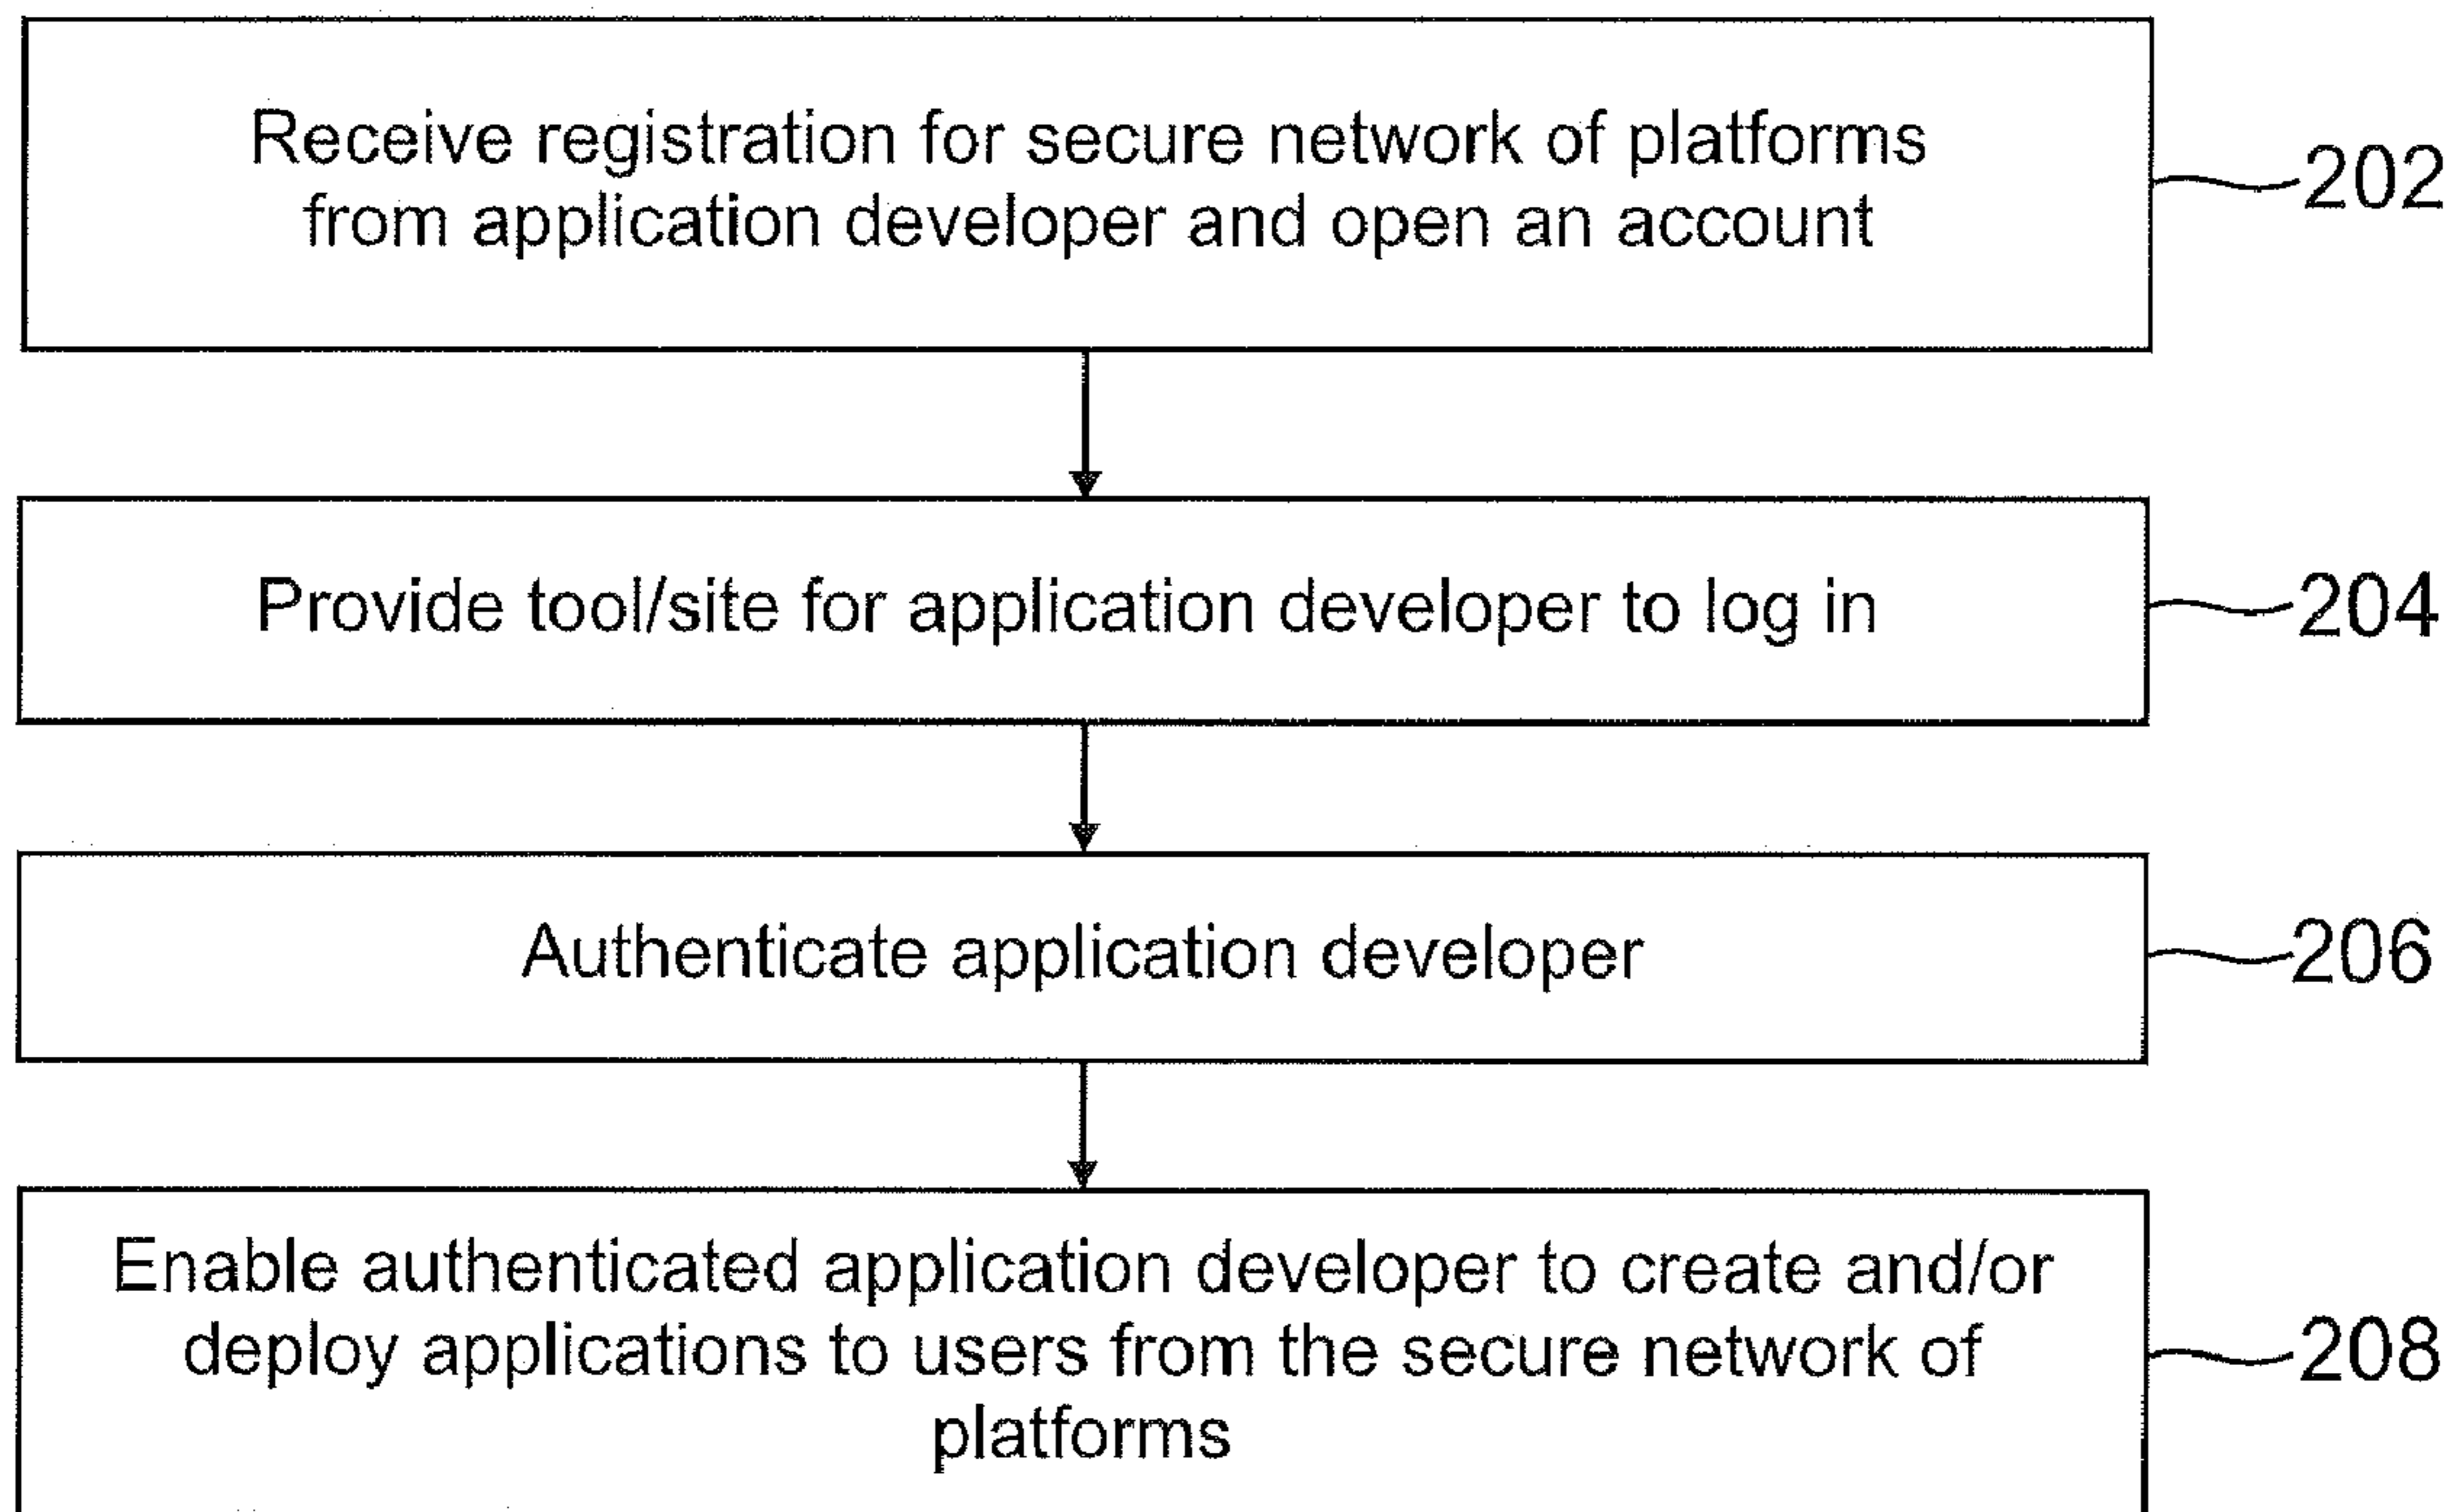 Receive registration for secure network of platforms
from application developer and open an account
202
Provide tool/site for application developer to log in
204
Authenticate application developer
206
Enable authenticated application developer to create and/or
deploy applications to users from the secure network of
platforms
208